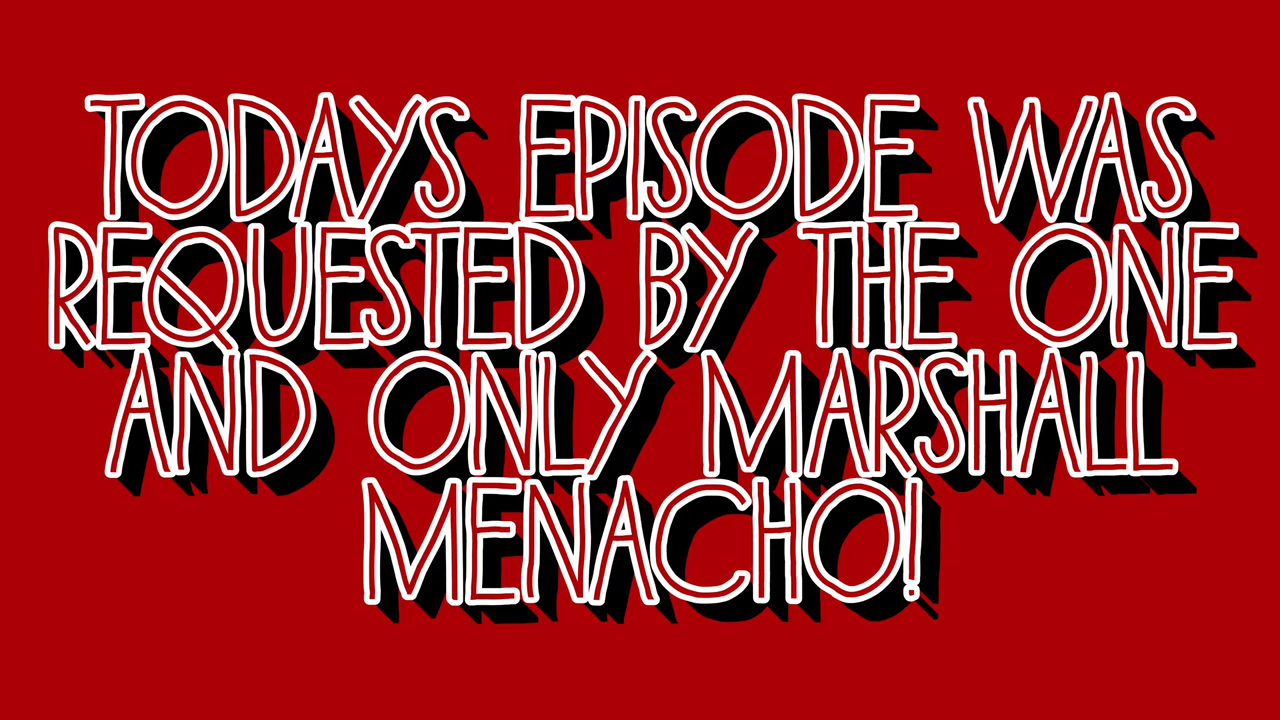 TODAYS EPISODE WAS
REQUESTED BY THE ONE
AND ONLY MARSHALL
MENACHO!